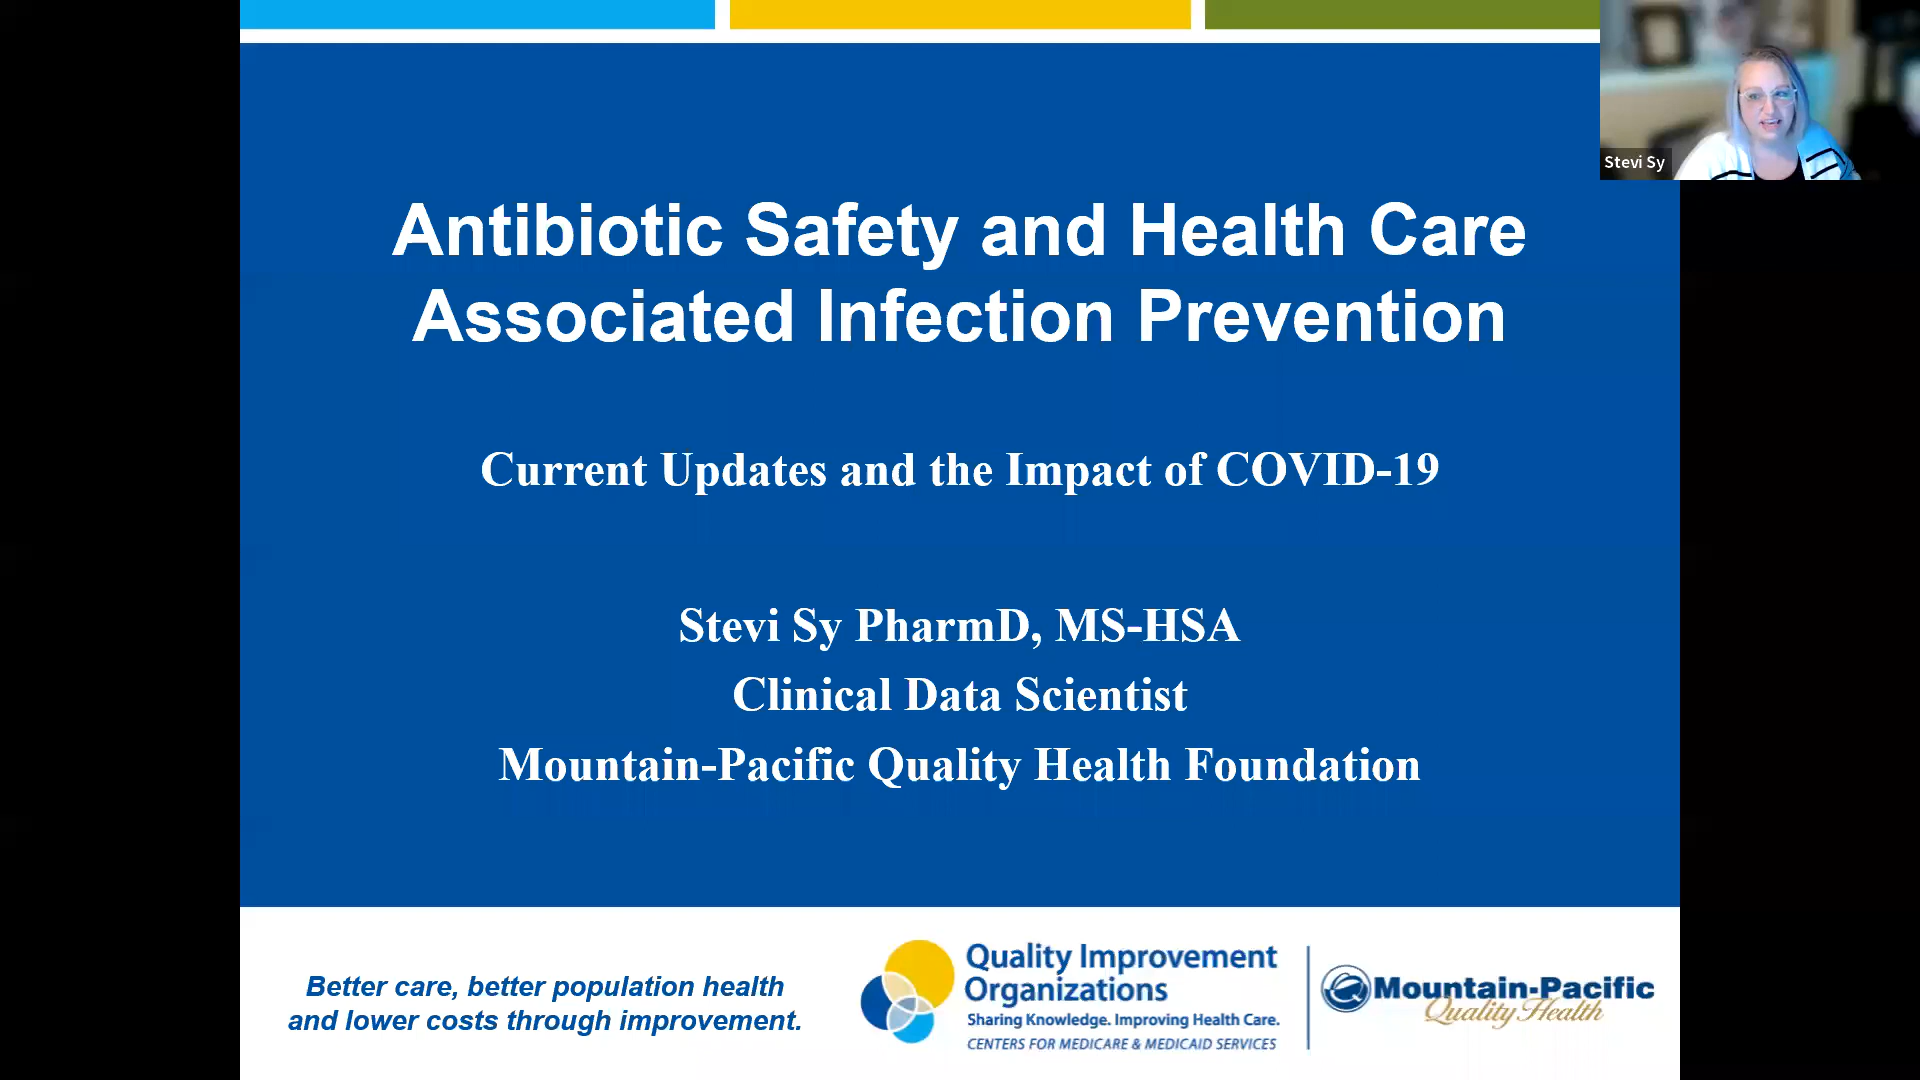 Stevi Sy
Antibiotic Safety and Health Care
Associated Infection Prevention
Current Updates and the Impact of COVID-19
Stevi Sy PharmD, MS-HSA
Clinical Data Scientist
Mountain-Pacific Quality Health Foundation
Better care, better population health
and lower costs through improvement.
Quality Improvement
Organizations
Sharing Knowledge. Improving Health Care.
CENTERS FOR MEDICARE & MEDICAID SERVICES
Mountain-Pacific
Quality Health